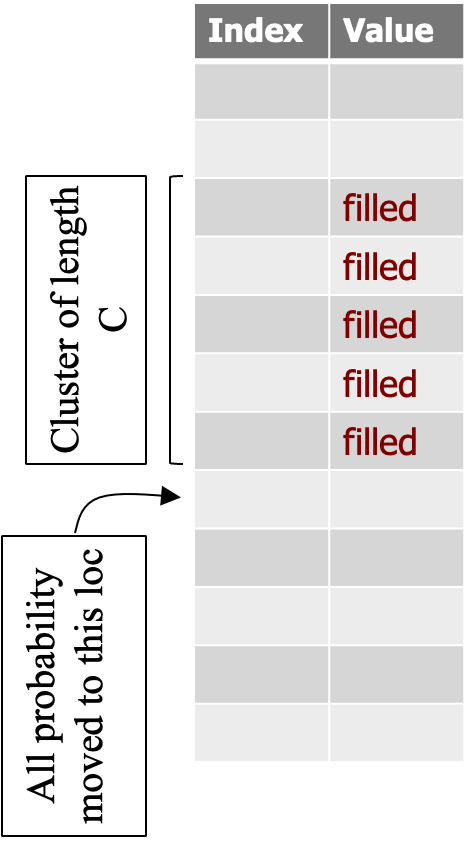 Index Value
filled
filled
filled
filled
filled
Cluster of length
C
All probability
moved to this loc